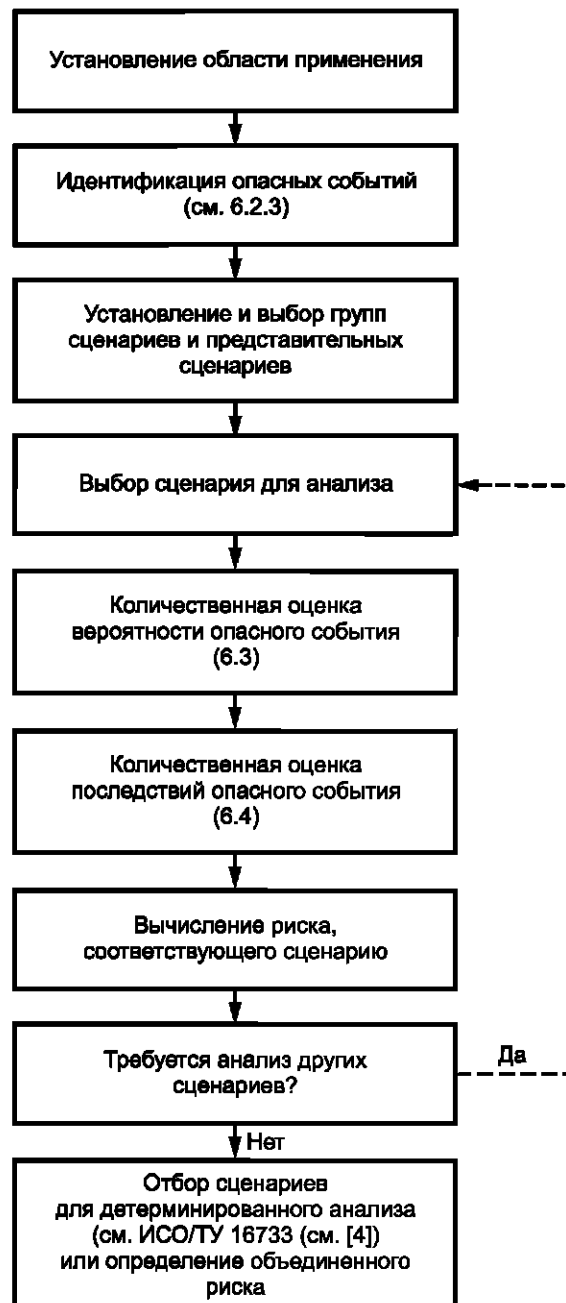 Установление области применения
Идентификация опасных событий
(см. 6.2.3)
Установление и выбор групп
сценариев и представительных
сценариев
Выбор сценария для анализа
Количественная оценка
вероятности опасного события
(6.3)
Количественная оценка
последствий опасного события
(6.4)
Вычисление риска,
соответствующего сценарию
Требуется анализ других
сценариев?
Да
Нет
Отбор сценариев
для детерминированного анализа
(см. ИСО/ТУ 16733 (см. [4])
или определение объединенного
риска